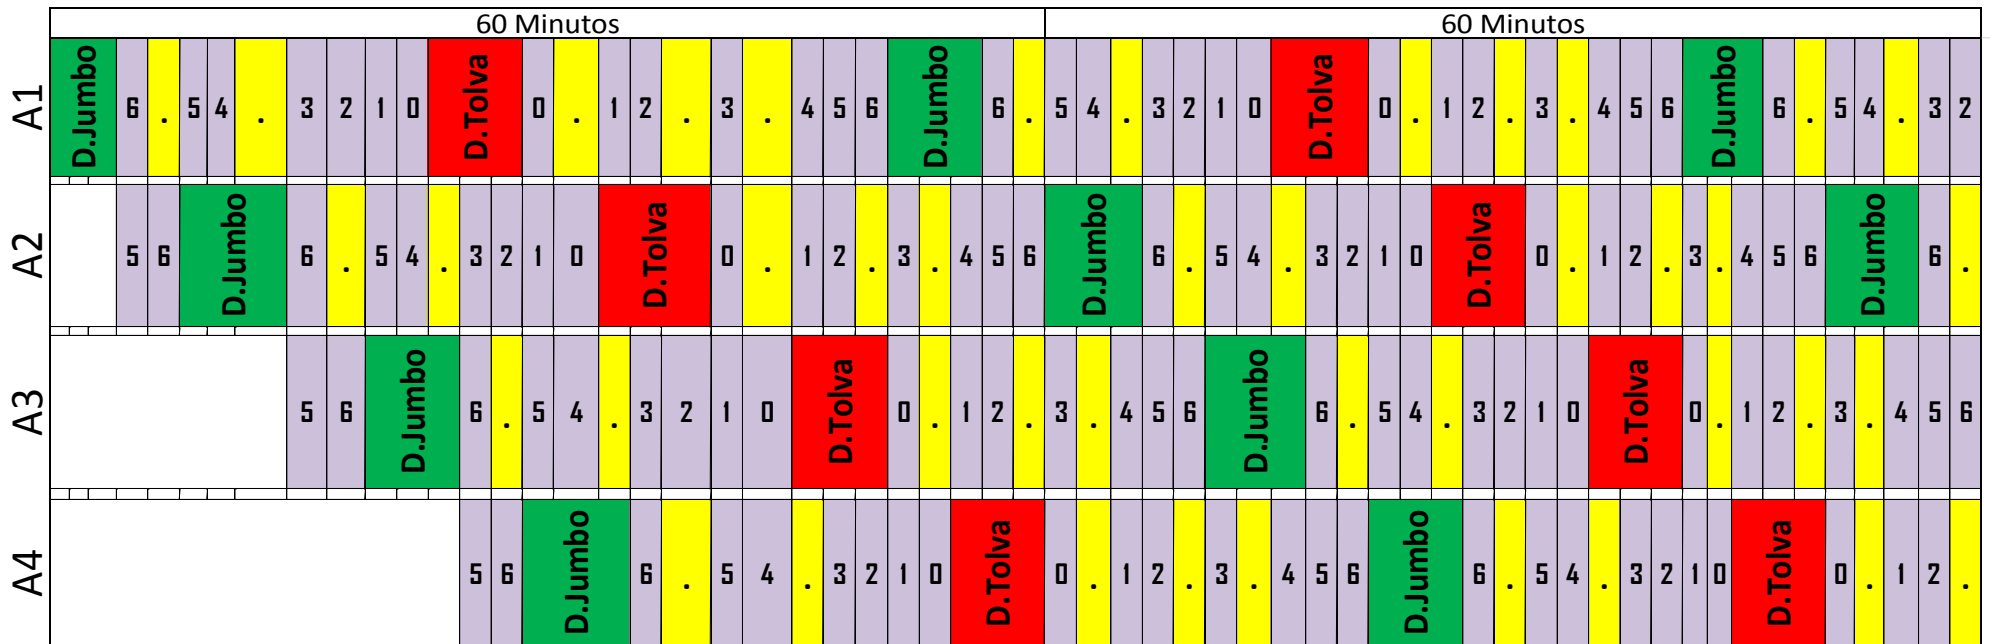 60 Minutos 60 Minutos
A1 D.Jumbo 6 . 5 4 . 3 2 1 0 D.Tolva 0 . 1 2 . 3 . 4 5 6 D.Jumbo 6 . 5 4 . 3 2 1 0 D.Tolva 0 . 1 2 . 3 . 4 5 6 D.Jumbo 6 . 5 4 . 3 2
A2 5 6 D.Jumbo 6 . 5 4 . 3 2 1 0 D.Tolva 0 . 1 2 . 3 . 4 5 6 D.Jumbo 6 . 5 4 . 3 2 1 0 D.Tolva 0 . 1 2 . 3 . 4 5 6 D.Jumbo 6 .
A3 5 6 D.Jumbo 6 . 5 4 . 3 2 1 0 D.Tolva 0 . 1 2 . 3 . 4 5 6 D.Jumbo 6 . 5 4 . 3 2 1 0 D.Tolva 0 . 1 2 . 3 . 4 5 6
A4 5 6 D.Jumbo 6 . 5 4 . 3 2 1 0 D.Tolva 0 . 1 2 . 3 . 4 5 6 D.Jumbo 6 . 5 4 . 3 2 1 0 D.Tolva 0 . 1 2 .